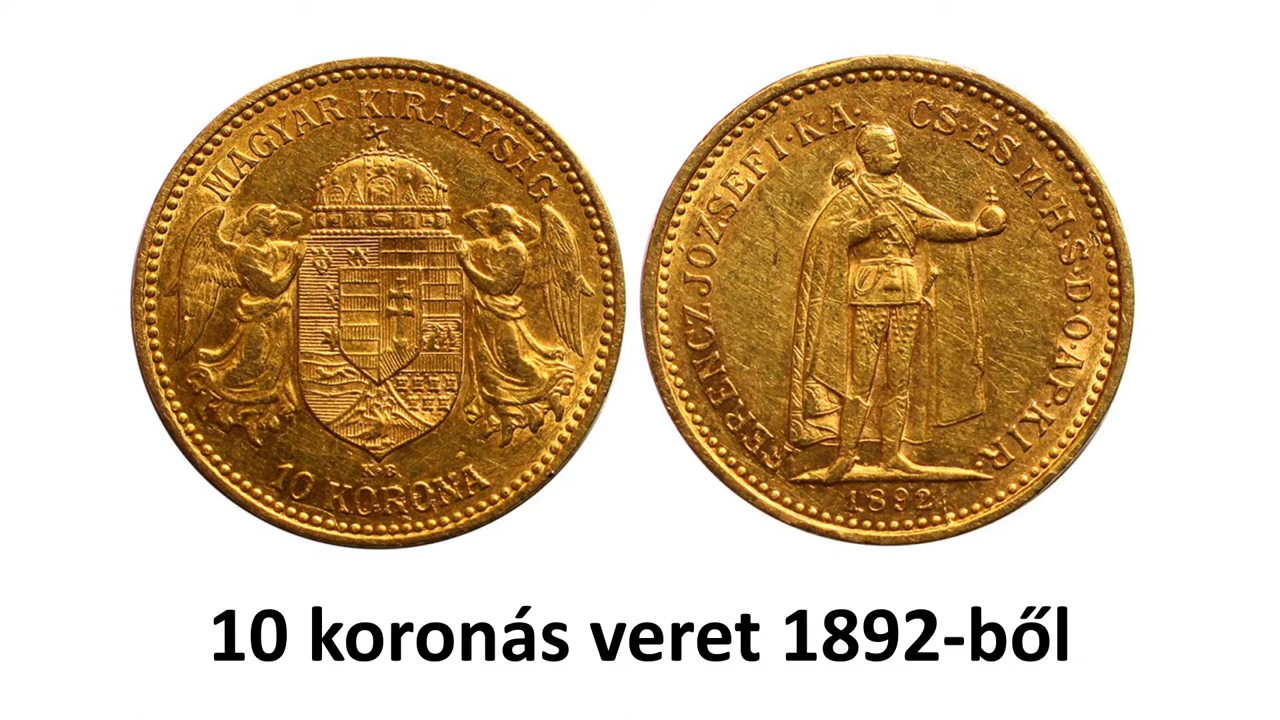 MAGYAR KIRÁLYSÁG
K.B.
10 KORONA
FERENCZ JÓZSEF I·K·A· CS·ÉS M·H·S·D·O·AP·KIR·
1892
10 koronás veret 1892-ből